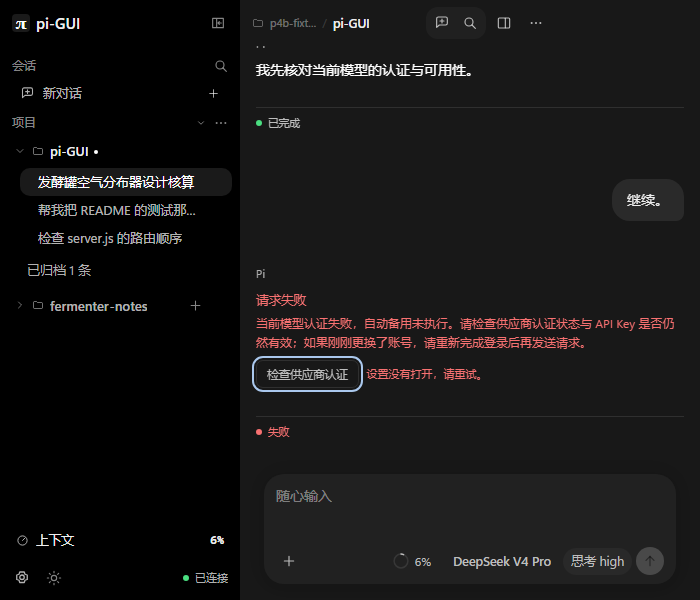 π pi-GUI
会话
新对话
项目
pi-GUI
发酵罐空气分布器设计核算
帮我把 README 的测试那...
检查 server.js 的路由顺序
已归档 1 条
fermenter-notes
上下文 6%
已连接
p4b-fixt... / pi-GUI
我先核对当前模型的认证与可用性。
已完成
继续。
Pi
请求失败
当前模型认证失败，自动备用未执行。请检查供应商认证状态与 API Key 是否仍
然有效；如果刚刚更换了账号，请重新完成登录后再发送请求。
检查供应商认证 设置没有打开，请重试。
失败
随心输入
6% DeepSeek V4 Pro 思考 high